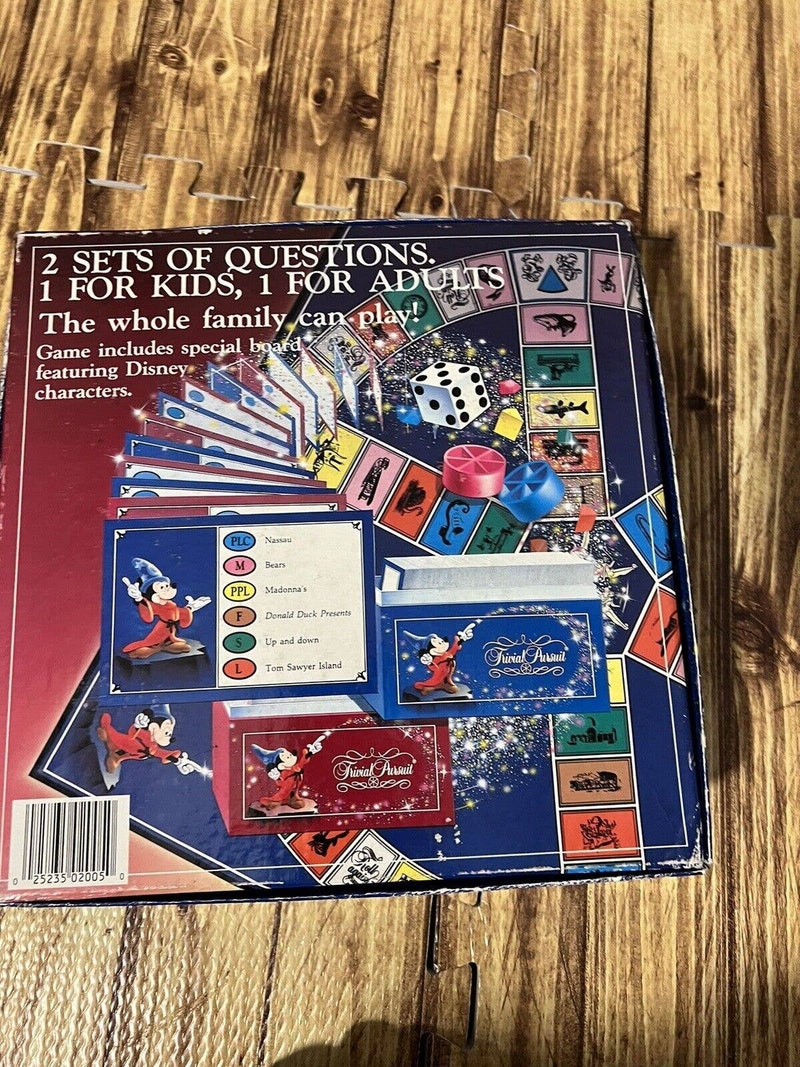 2 SETS OF QUESTIONS.
1 FOR KIDS, 1 FOR ADULTS
The whole family can play!
Game includes special board
featuring Disney
characters.
PLC Nassau
M Bears
PPL Madonna's
F Donald Duck Presents
S Up and down
L Tom Sawyer Island
Trivial Pursuit
Trivial Pursuit
0 25235 02005 0
Roll
again